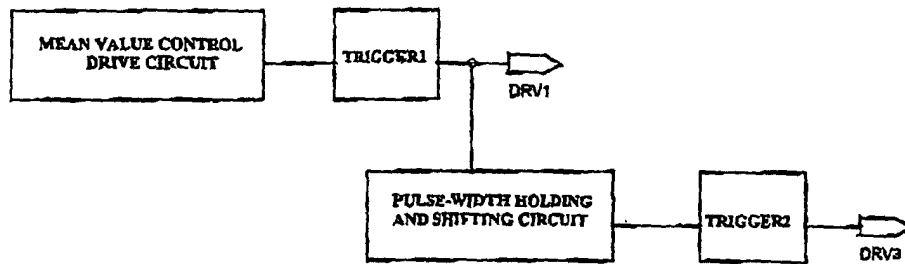 MEAN VALUE CONTROL
DRIVE CIRCUIT
TRIGGER1
DRV1
PULSE-WIDTH HOLDING
AND SHIFTING CIRCUIT
TRIGGER2
DRV3